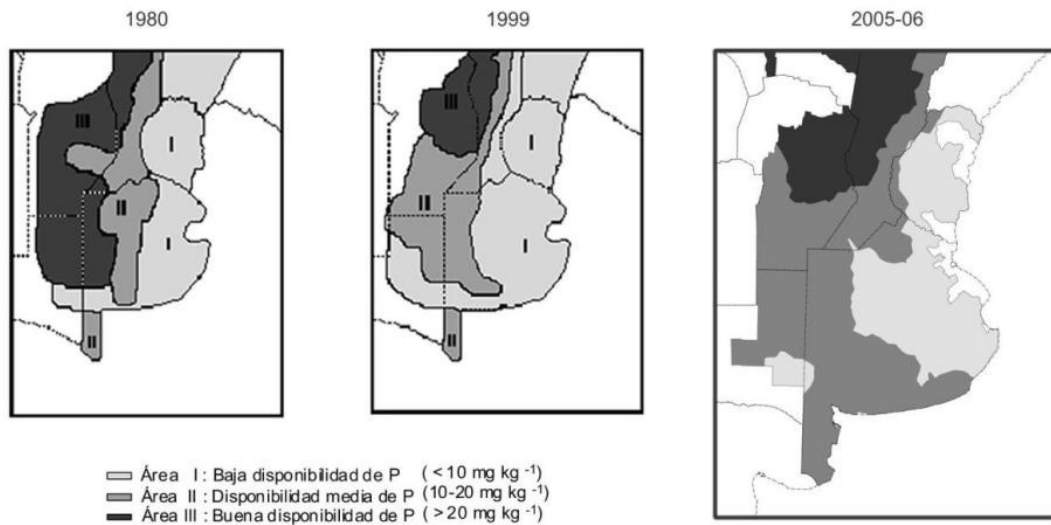 1980
1999
2005-06
III
II
I
I
II
III
II
I
I
II
Área I : Baja disponibilidad de P (< 10 mg kg -1)
Área II : Disponibilidad media de P (10-20 mg kg -1)
Área III : Buena disponibilidad de P (> 20 mg kg -1)